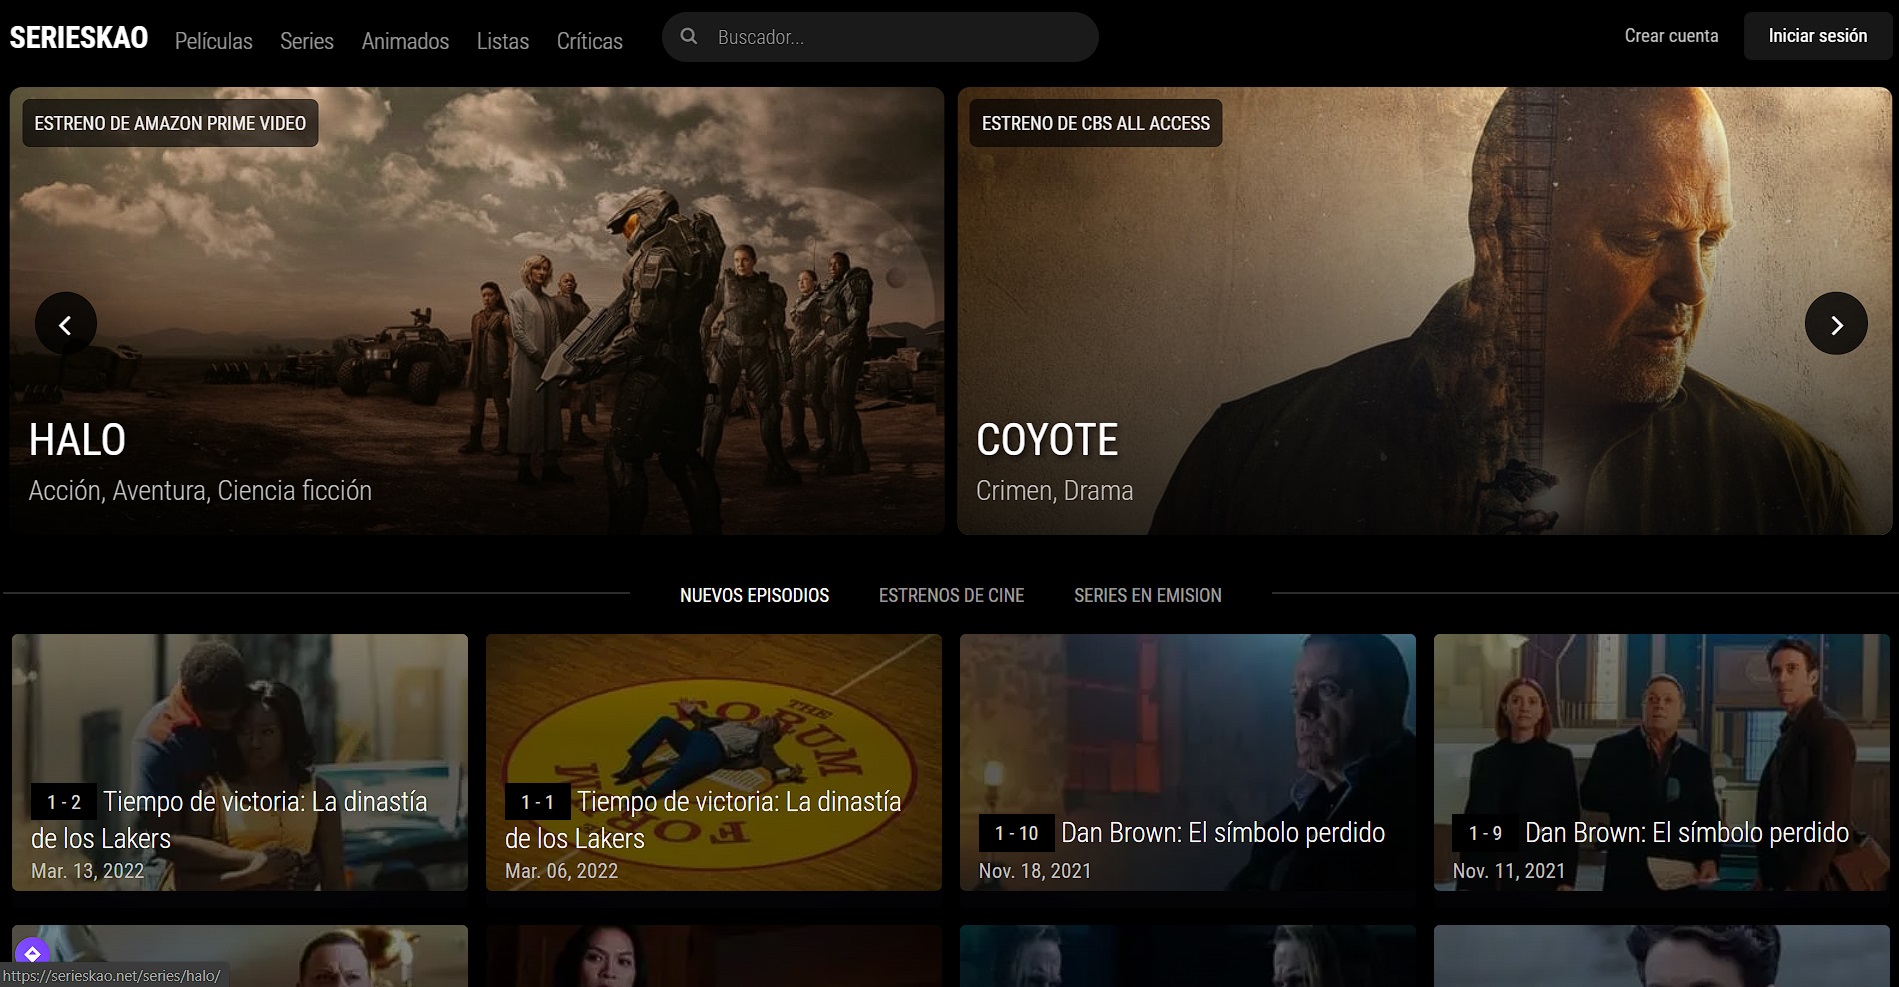 SERIESKAO
Películas
Series
Animados
Listas
Críticas
Buscador...
Crear cuenta
Iniciar sesión
ESTRENO DE AMAZON PRIME VIDEO
HALO
Acción, Aventura, Ciencia ficción
ESTRENO DE CBS ALL ACCESS
COYOTE
Crimen, Drama
NUEVOS EPISODIOS
ESTRENOS DE CINE
SERIES EN EMISION
1 - 2 Tiempo de victoria: La dinastía
de los Lakers
Mar. 13, 2022
THE
FORUM
FORUM
1 - 1 Tiempo de victoria: La dinastía
de los Lakers
Mar. 06, 2022
1 - 10 Dan Brown: El símbolo perdido
Nov. 18, 2021
1 - 9 Dan Brown: El símbolo perdido
Nov. 11, 2021
https://serieskao.net/series/halo/